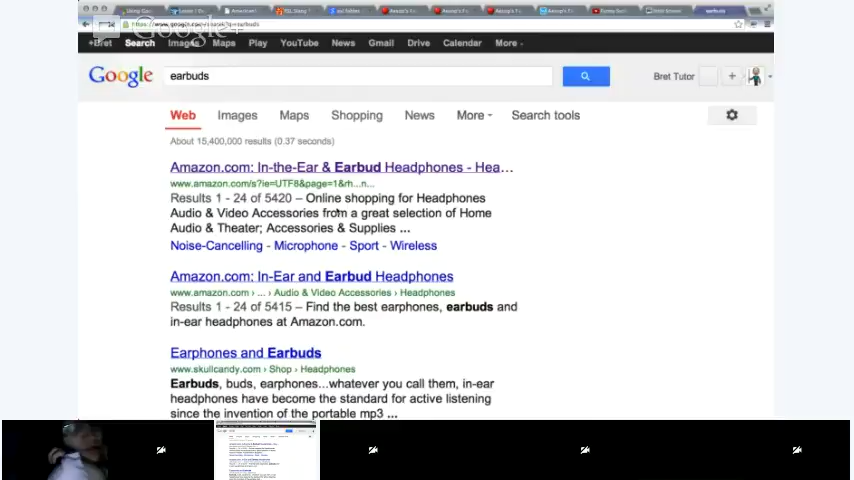 https://www.google.com
+Bret Search Images Maps Play YouTube News Gmail Drive Calendar More
Google earbuds Bret Tutor +
Web Images Maps Shopping News More Search tools
About 15,400,000 results (0.37 seconds)
Amazon.com: In-the-Ear & Earbud Headphones - Hea...
www.amazon.com/s?ie=UTF8&page=1&rh...n...
Results 1 - 24 of 5420 – Online shopping for Headphones
Audio & Video Accessories from a great selection of Home
Audio & Theater; Accessories & Supplies ...
Noise-Cancelling - Microphone - Sport - Wireless
Amazon.com: In-Ear and Earbud Headphones
www.amazon.com › ... › Audio & Video Accessories › Headphones
Results 1 - 24 of 5415 – Find the best earphones, earbuds and
in-ear headphones at Amazon.com.
Earphones and Earbuds
www.skullcandy.com › Shop › Headphones
Earbuds, buds, earphones...whatever you call them, in-ear
headphones have become the standard for active listening
since the invention of the portable mp3 ...